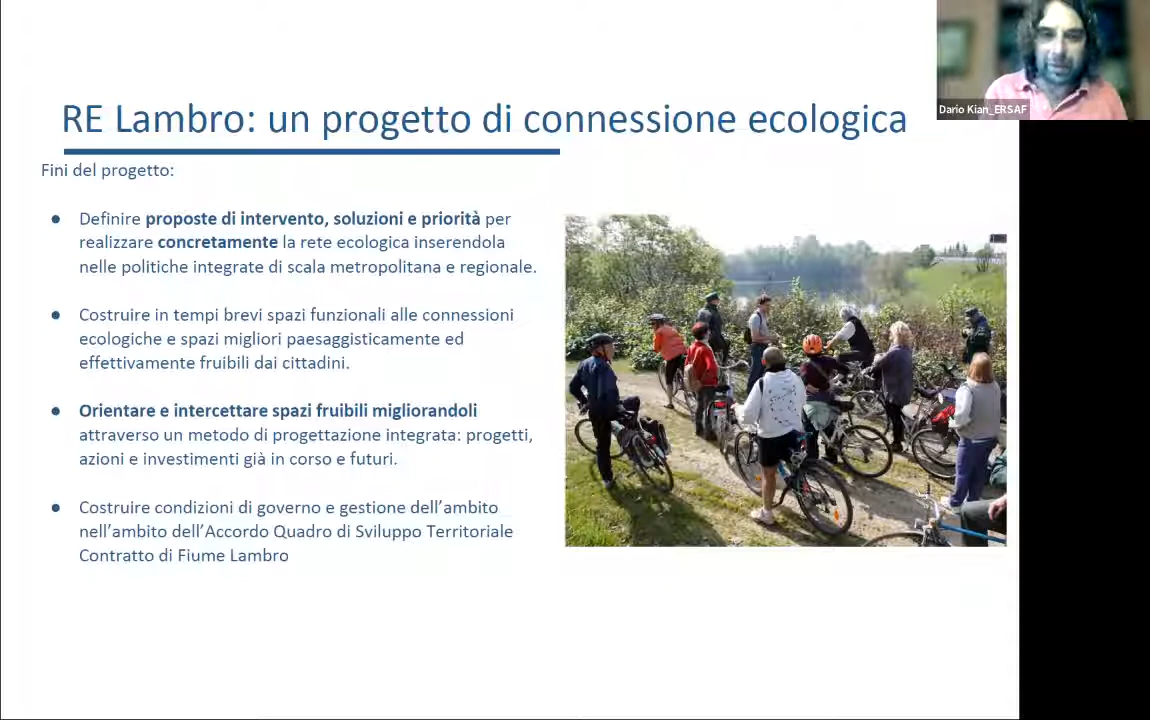 RE Lambro: un progetto di connessione ecologica
Dario Kian_ERSAF
Fini del progetto:
● Definire proposte di intervento, soluzioni e priorità per
realizzare concretamente la rete ecologica inserendola
nelle politiche integrate di scala metropolitana e regionale.
● Costruire in tempi brevi spazi funzionali alle connessioni
ecologiche e spazi migliori paesaggisticamente ed
effettivamente fruibili dai cittadini.
● Orientare e intercettare spazi fruibili migliorandoli
attraverso un metodo di progettazione integrata: progetti,
azioni e investimenti già in corso e futuri.
● Costruire condizioni di governo e gestione dell’ambito
nell’ambito dell’Accordo Quadro di Sviluppo Territoriale
Contratto di Fiume Lambro